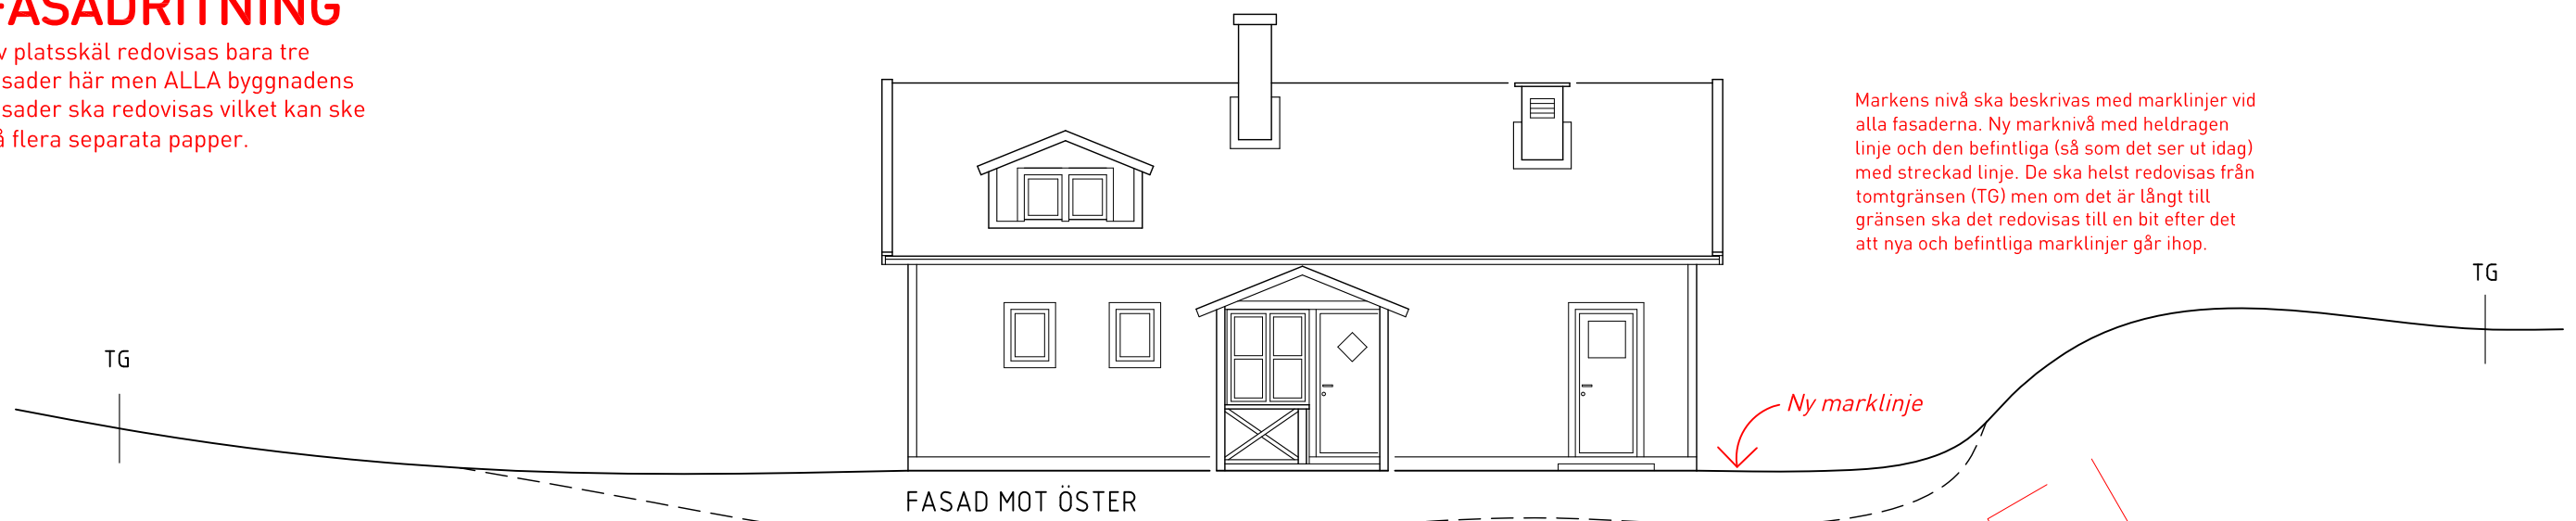 FASADRITNING
v platsskäl redovisas bara tre
sader här men ALLA byggnadens
sader ska redovisas vilket kan ske
å flera separata papper.
Markens nivå ska beskrivas med marklinjer vid
alla fasaderna. Ny marknivå med heldragen
linje och den befintliga (så som det ser ut idag)
med streckad linje. De ska helst redovisas från
tomtgränsen (TG) men om det är långt till
gränsen ska det redovisas till en bit efter det
att nya och befintliga marklinjer går ihop.
TG
TG
Ny marklinje
FASAD MOT ÖSTER